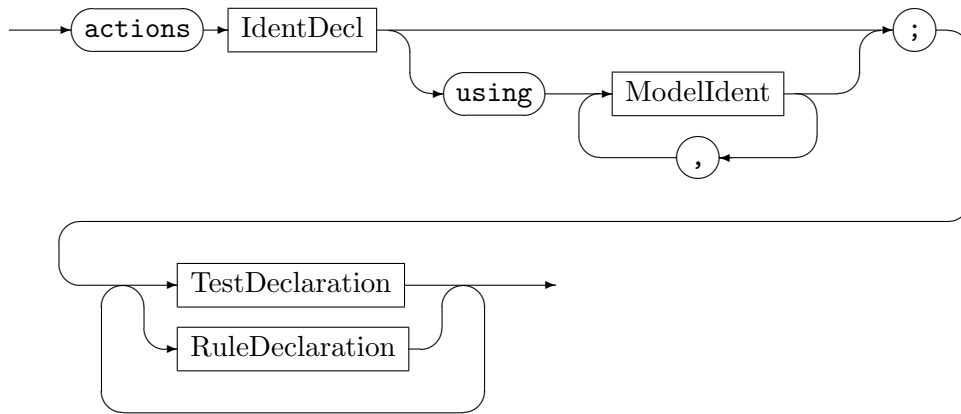 actions IdentDecl ;
using ModelIdent
,
TestDeclaration
RuleDeclaration